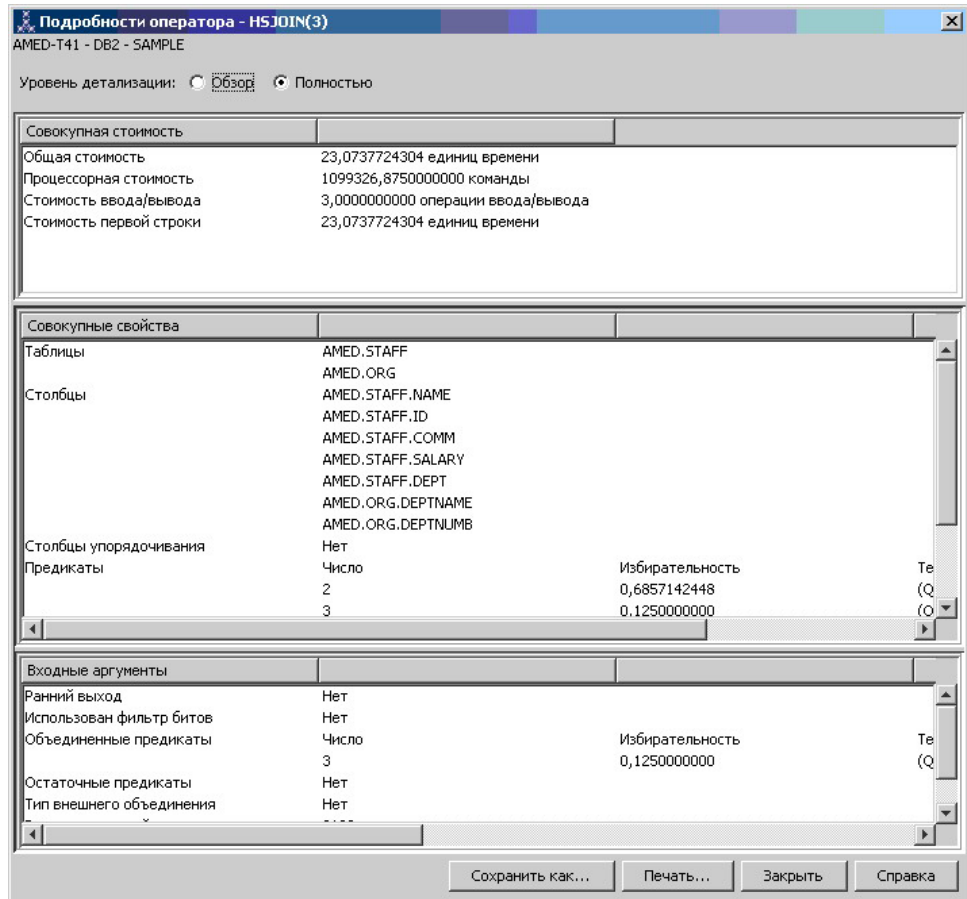 Подробности оператора - HSJOIN(3)
AMED-T41 - DB2 - SAMPLE
Уровень детализации: Обзор Полностью
Совокупная стоимость
Общая стоимость 23,0737724304 единиц времени
Процессорная стоимость 1099326,8750000000 команды
Стоимость ввода/вывода 3,0000000000 операции ввода/вывода
Стоимость первой строки 23,0737724304 единиц времени
Совокупные свойства
Таблицы AMED.STAFF
AMED.ORG
Столбцы AMED.STAFF.NAME
AMED.STAFF.ID
AMED.STAFF.COMM
AMED.STAFF.SALARY
AMED.STAFF.DEPT
AMED.ORG.DEPTNAME
AMED.ORG.DEPTNUMB
Столбцы упорядочивания Нет
Предикаты Число Избирательность Те
2 0,6857142448 (Q
3 0.1250000000 (Q
Входные аргументы
Ранний выход Нет
Использован фильтр битов Нет
Объединенные предикаты Число Избирательность Те
3 0,1250000000 (Q
Остаточные предикаты Нет
Тип внешнего объединения Нет
Сохранить как... Печать... Закрыть Справка